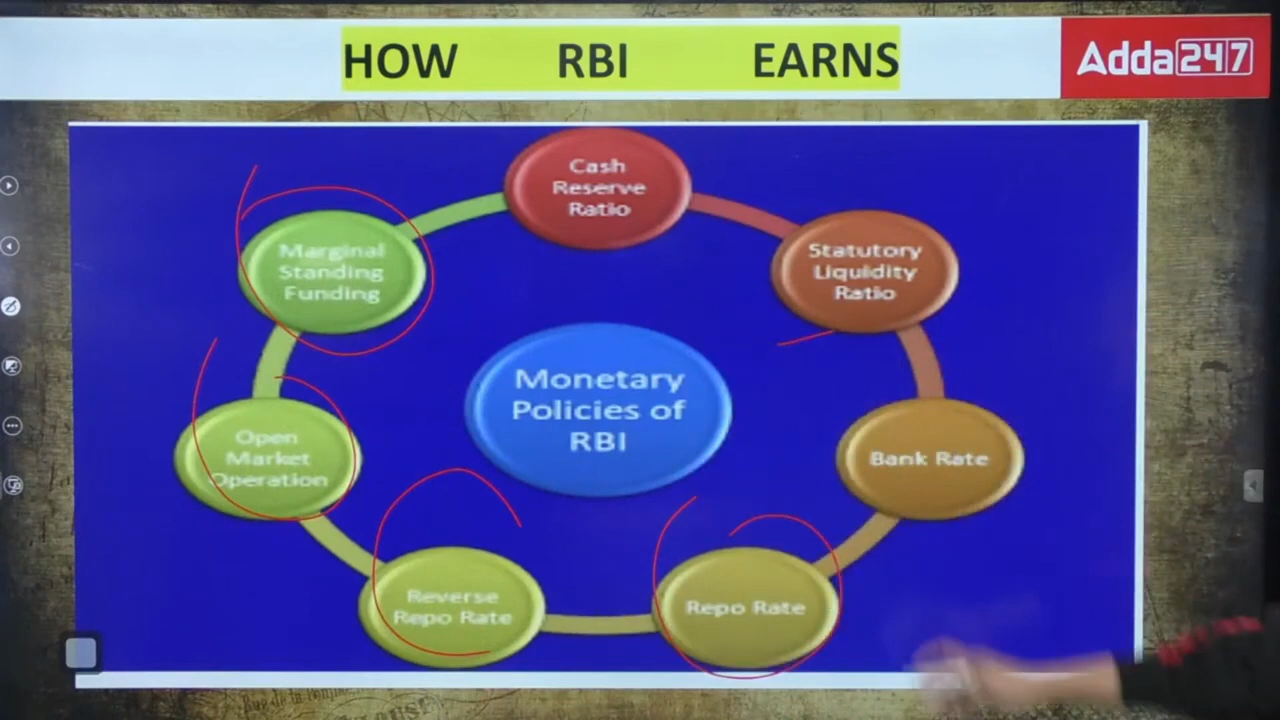 HOW RBI EARNS
Adda247
Cash
Reserve
Ratio
Marginal
Standing
Funding
Statutory
Liquidity
Ratio
Monetary
Policies of
RBI
Open
Market
Operation
Bank Rate
Reverse
Repo Rate
Repo Rate